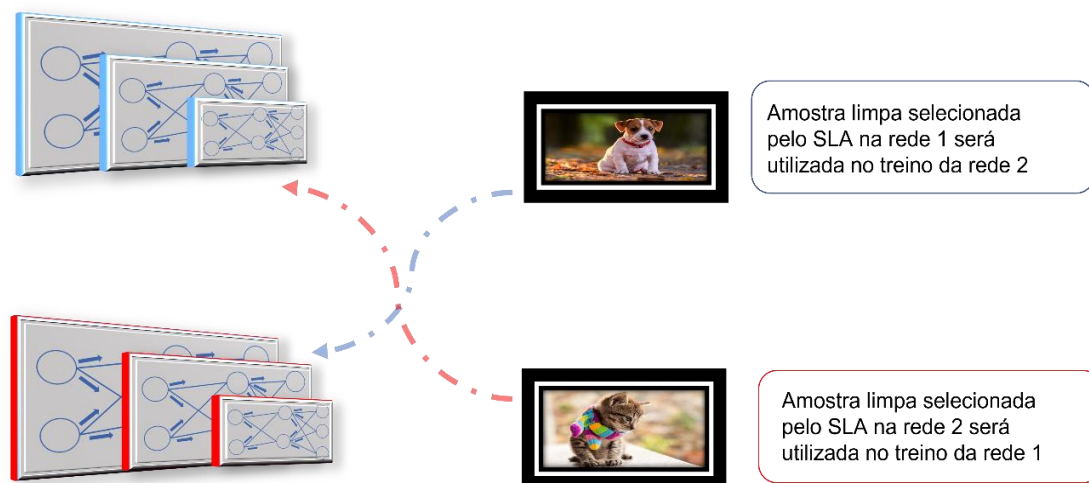 Amostra limpa selecionada
pelo SLA na rede 1 será
utilizada no treino da rede 2
Amostra limpa selecionada
pelo SLA na rede 2 será
utilizada no treino da rede 1